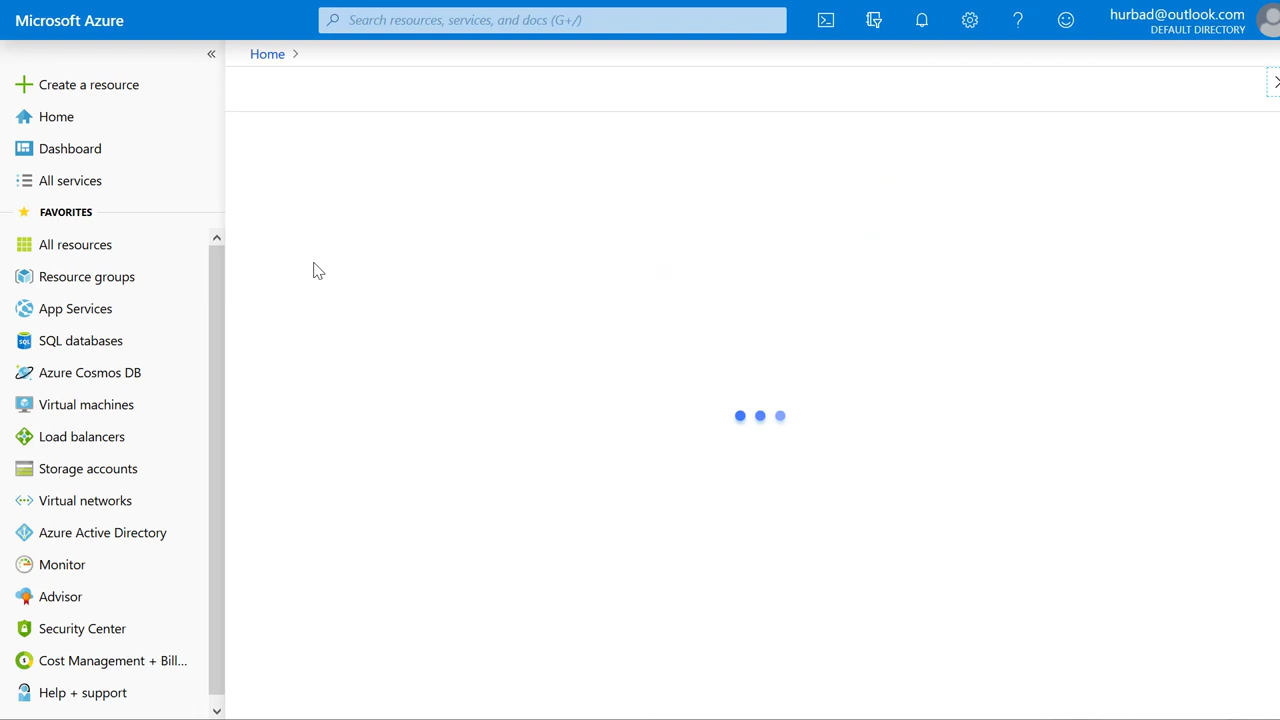 Microsoft Azure
Search resources, services, and docs (G+/)
hurbad@outlook.com
DEFAULT DIRECTORY
Home
Create a resource
Home
Dashboard
All services
FAVORITES
All resources
Resource groups
App Services
SQL databases
Azure Cosmos DB
Virtual machines
Load balancers
Storage accounts
Virtual networks
Azure Active Directory
Monitor
Advisor
Security Center
Cost Management + Bill...
Help + support